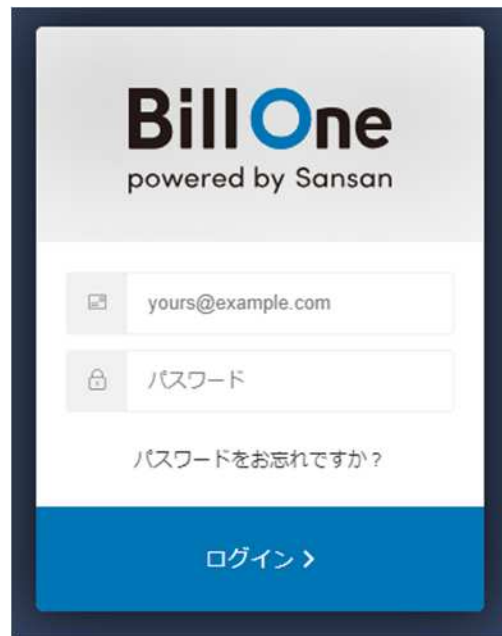 Bill One
powered by Sansan
yours@example.com
パスワード
パスワードをお忘れですか？
ログイン >